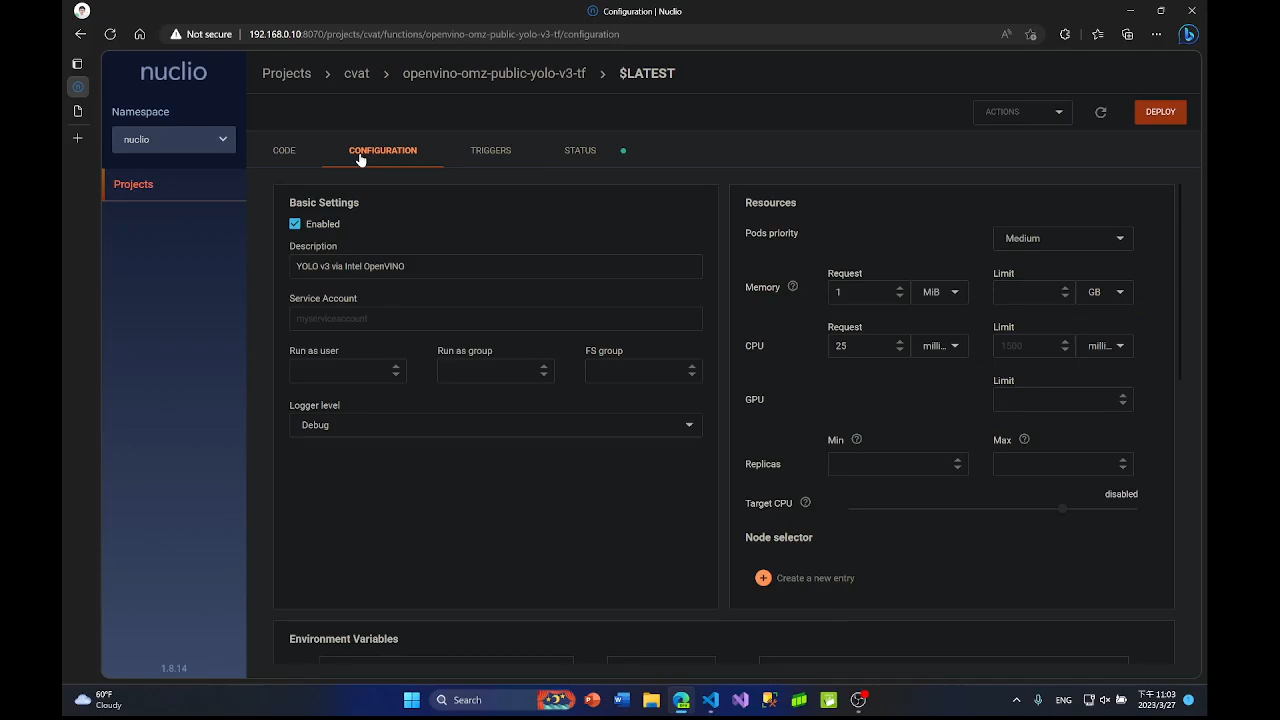 Configuration | Nuclio
Not secure | 192.168.0.10:8070/projects/cvat/functions/openvino-omz-public-yolo-v3-tf/configuration
nuclio
Projects > cvat > openvino-omz-public-yolo-v3-tf > $LATEST
Namespace
nuclio
ACTIONS
DEPLOY
CODE
CONFIGURATION
TRIGGERS
STATUS
Projects
Basic Settings
Enabled
Description
YOLO v3 via Intel OpenVINO
Service Account
myserviceaccount
Run as user
Run as group
FS group
Logger level
Debug
Resources
Pods priority
Medium
Request
Limit
Memory
1
MiB
GB
Request
Limit
CPU
25
milli...
1500
milli...
Limit
GPU
Min
Max
Replicas
disabled
Target CPU
Node selector
Create a new entry
Environment Variables
1.8.14
60°F
Cloudy
Search
ENG
下午 11:03
2023/3/27